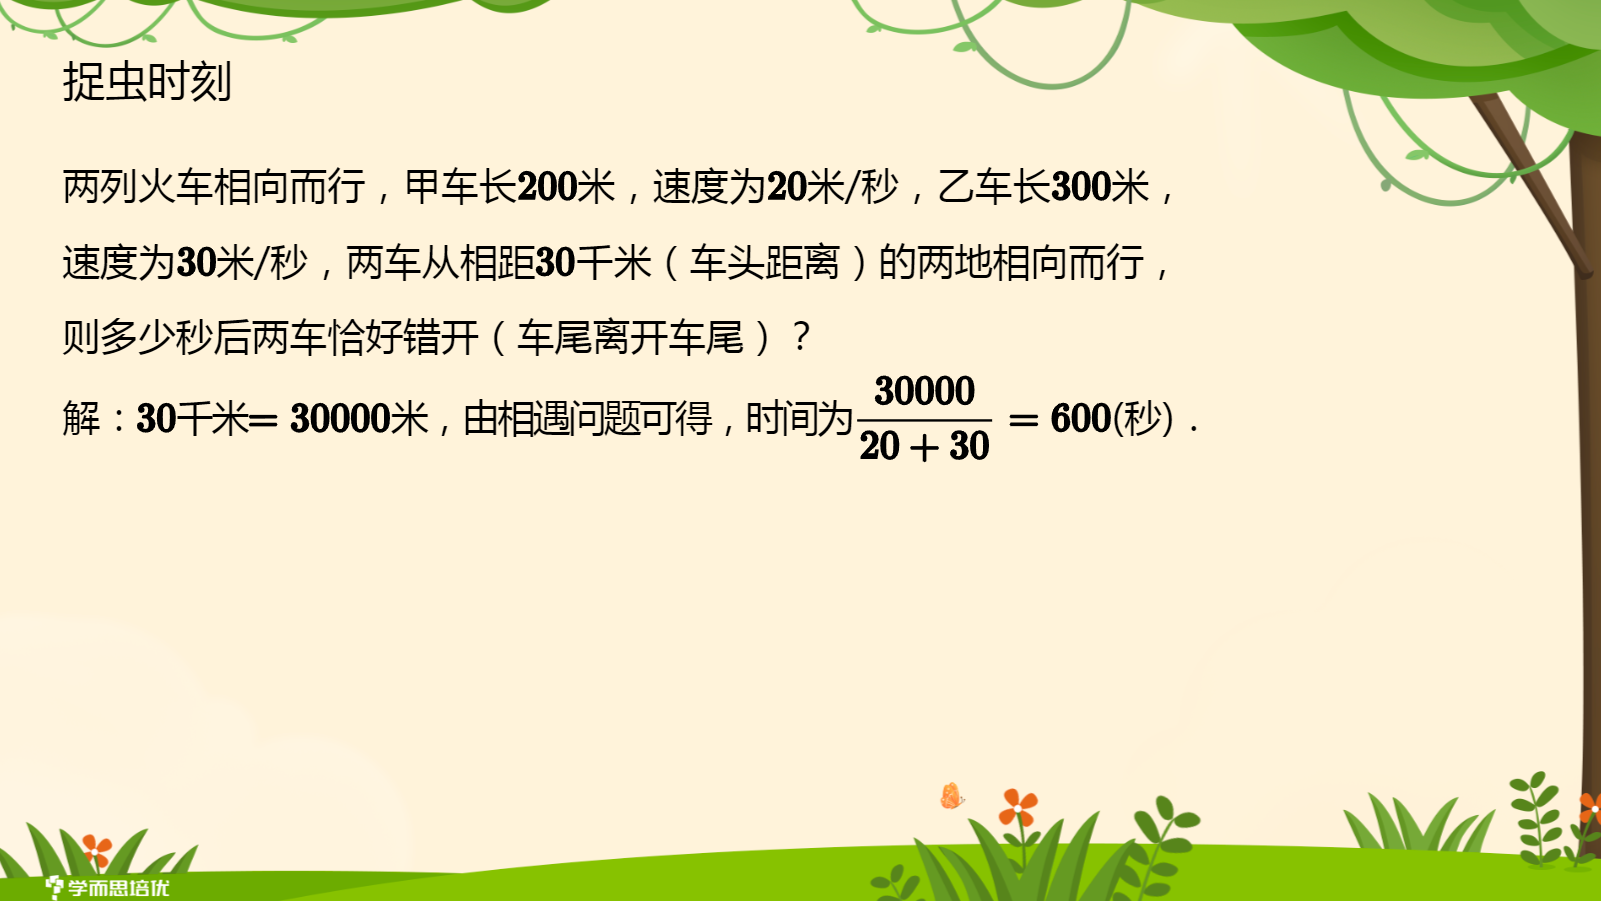 捉虫时刻
两列火车相向而行，甲车长200米，速度为20米/秒，乙车长300米，
速度为30米/秒，两车从相距30千米（车头距离）的两地相向而行，
则多少秒后两车恰好错开（车尾离开车尾）？
解：30千米= 30000米，由相遇问题可得，时间为30000/(20 + 30) = 600(秿)．
学而思培优